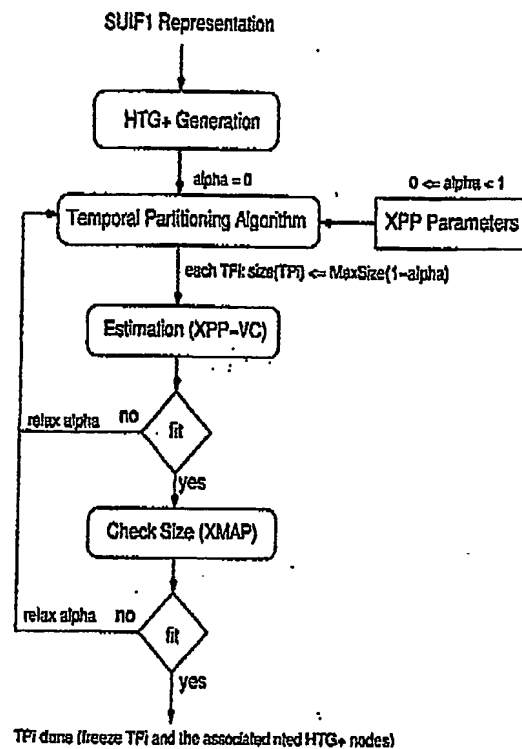 SUIF1 Representation
HTG+ Generation
alpha = 0
0 <= alpha < 1
Temporal Partitioning Algorithm
XPP Parameters
each TPi: size(TPi) <= MaxSize(1-alpha)
Estimation (XPP-VC)
relax alpha
no
fit
yes
Check Size (XMAP)
relax alpha
no
fit
yes
TPi done (freeze TPi and the associated HTG+ nodes)